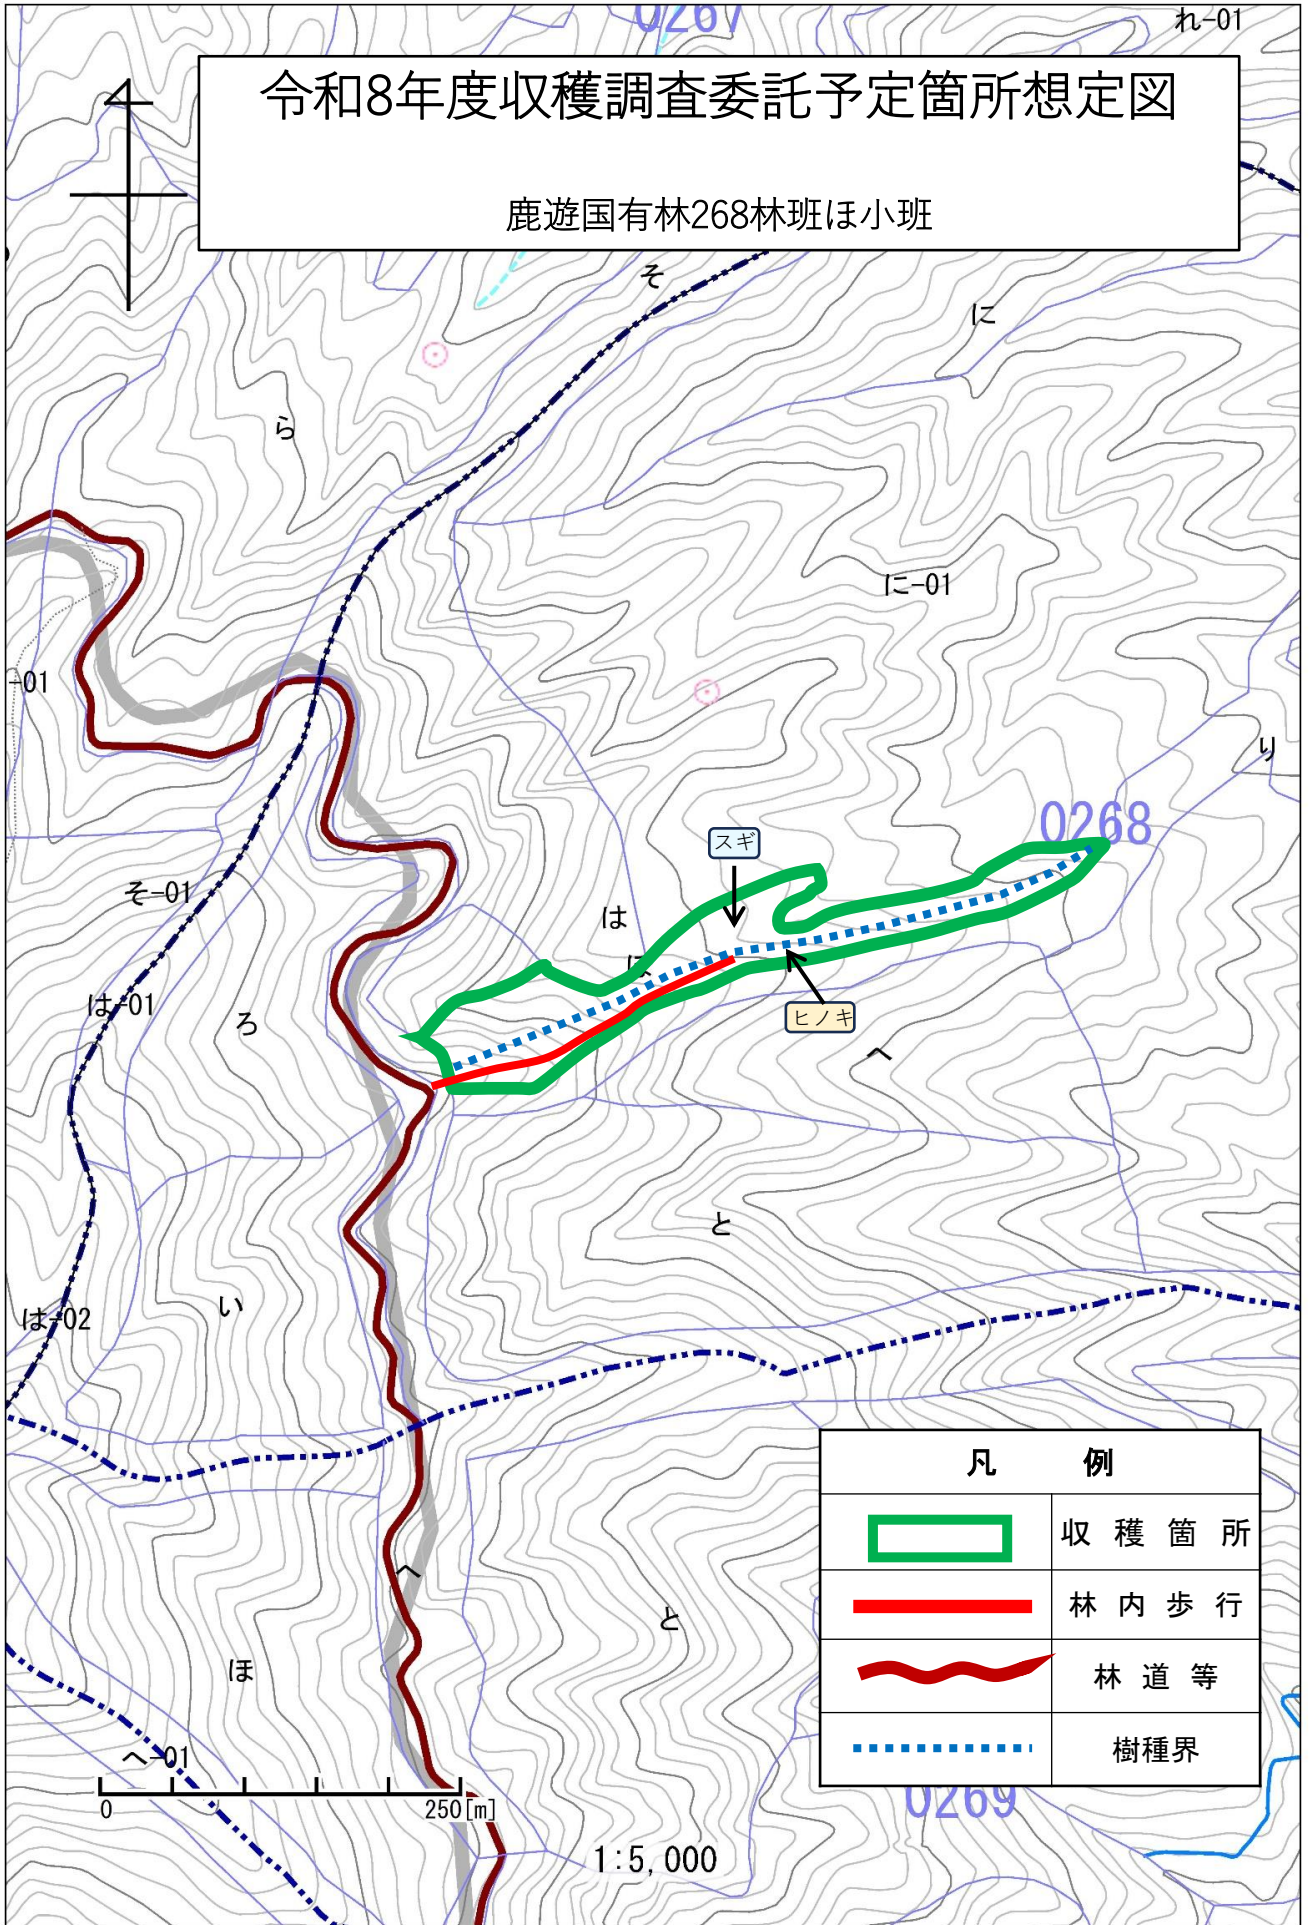 0267
れ-01
令和8年度収穫調査委託予定箇所想定図
鹿遊国有林268林班ほ小班
そ
に
ら
に-01
-01
り
0268
スギ
そ-01
は
ほ
は-01
ろ
ヒノキ
へ
と
い
は-02
凡 例
収穫箇所
林内歩行
林道等
樹種界
へ
と
ほ
へ-01
0 250[m]
0269
1:5,000